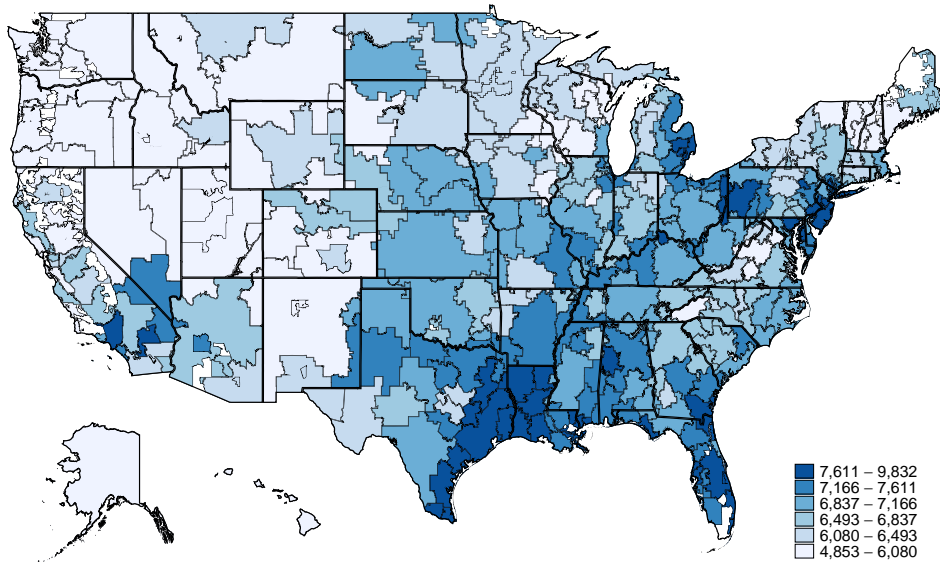 7,611 – 9,832
7,166 – 7,611
6,837 – 7,166
6,493 – 6,837
6,080 – 6,493
4,853 – 6,080